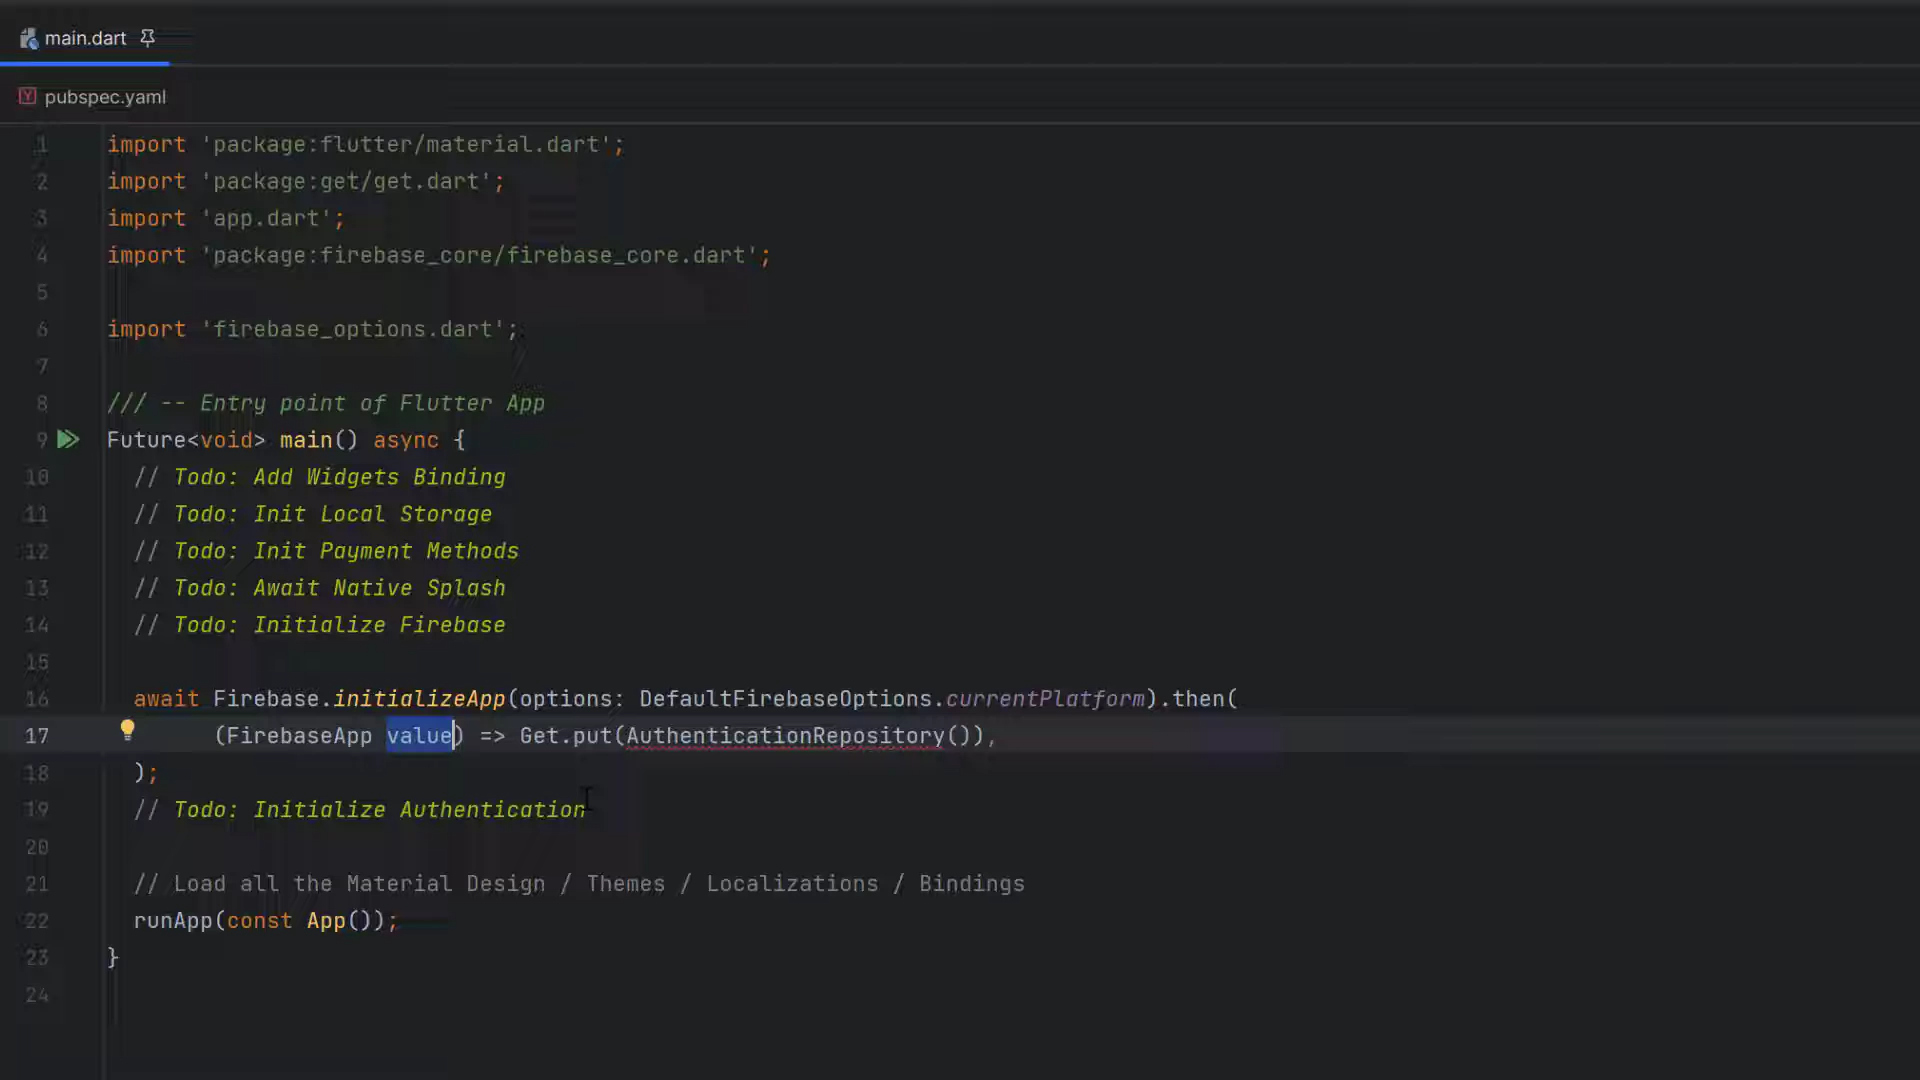 main.dart
pubspec.yaml
1 import 'package:flutter/material.dart';
2 import 'package:get/get.dart';
3 import 'app.dart';
4 import 'package:firebase_core/firebase_core.dart';
5
6 import 'firebase_options.dart';
7
8 /// -- Entry point of Flutter App
9 Future<void> main() async {
10 // Todo: Add Widgets Binding
11 // Todo: Init Local Storage
12 // Todo: Init Payment Methods
13 // Todo: Await Native Splash
14 // Todo: Initialize Firebase
15
16 await Firebase.initializeApp(options: DefaultFirebaseOptions.currentPlatform).then(
17 (FirebaseApp value) => Get.put(AuthenticationRepository()),
18 );
19 // Todo: Initialize Authentication
20
21 // Load all the Material Design / Themes / Localizations / Bindings
22 runApp(const App());
23 }
24